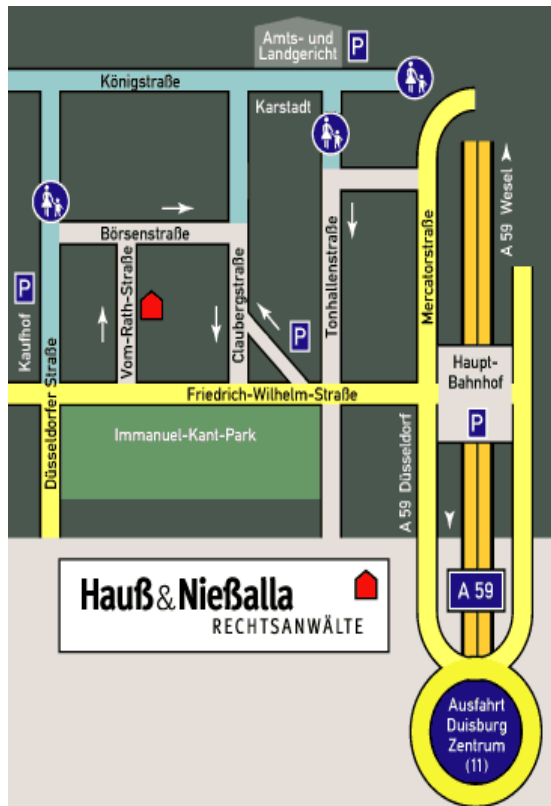 Amts- und
Landgericht
P
Königstraße
Karstadt
A 59 Wesel
Börsenstraße
Vom-Rath-Straße
Claubergstraße
Tonhallenstraße
Mercatorstraße
P
Kaufhof
P
Düsseldorfer Straße
Haupt-
Bahnhof
P
Friedrich-Wilhelm-Straße
Immanuel-Kant-Park
A 59 Düsseldorf
Hauß & Nießalla
RECHTSANWÄLTE
A 59
Ausfahrt
Duisburg
Zentrum
(11)